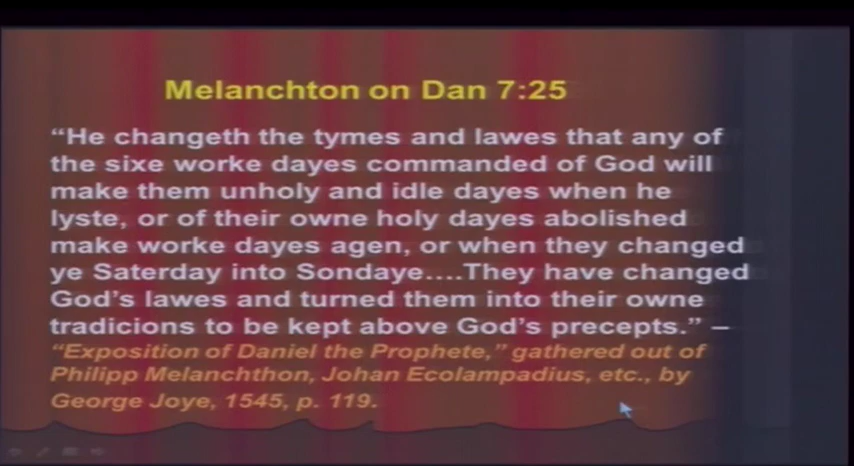 Melanchton on Dan 7:25
“He changeth the tymes and lawes that any of
the sixe worke dayes commanded of God will
make them unholy and idle dayes when he
lyste, or of their owne holy dayes abolished
make worke dayes agen, or when they changed
ye Saterday into Sondaye....They have changed
God’s lawes and turned them into their owne
tradicions to be kept above God’s precepts.” –
“Exposition of Daniel the Prophete,” gathered out of
Philipp Melanchthon, Johan Ecolampadius, etc., by
George Joye, 1545, p. 119.